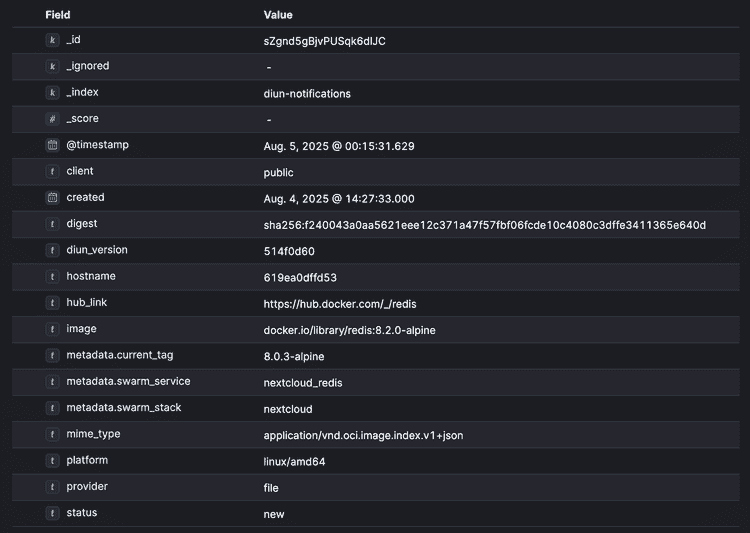 Field Value
k _id sZgnd5gBjvPUSqk6dIJC
k _ignored -
k _index diun-notifications
# _score -
@timestamp Aug. 5, 2025 @ 00:15:31.629
t client public
created Aug. 4, 2025 @ 14:27:33.000
t digest sha256:f240043a0aa5621eee12c371a47f57fbf06fcde10c4080c3dffe3411365e640d
t diun_version 514f0d60
t hostname 619ea0dffd53
t hub_link https://hub.docker.com/_/redis
t image docker.io/library/redis:8.2.0-alpine
t metadata.current_tag 8.0.3-alpine
t metadata.swarm_service nextcloud_redis
t metadata.swarm_stack nextcloud
t mime_type application/vnd.oci.image.index.v1+json
t platform linux/amd64
t provider file
t status new